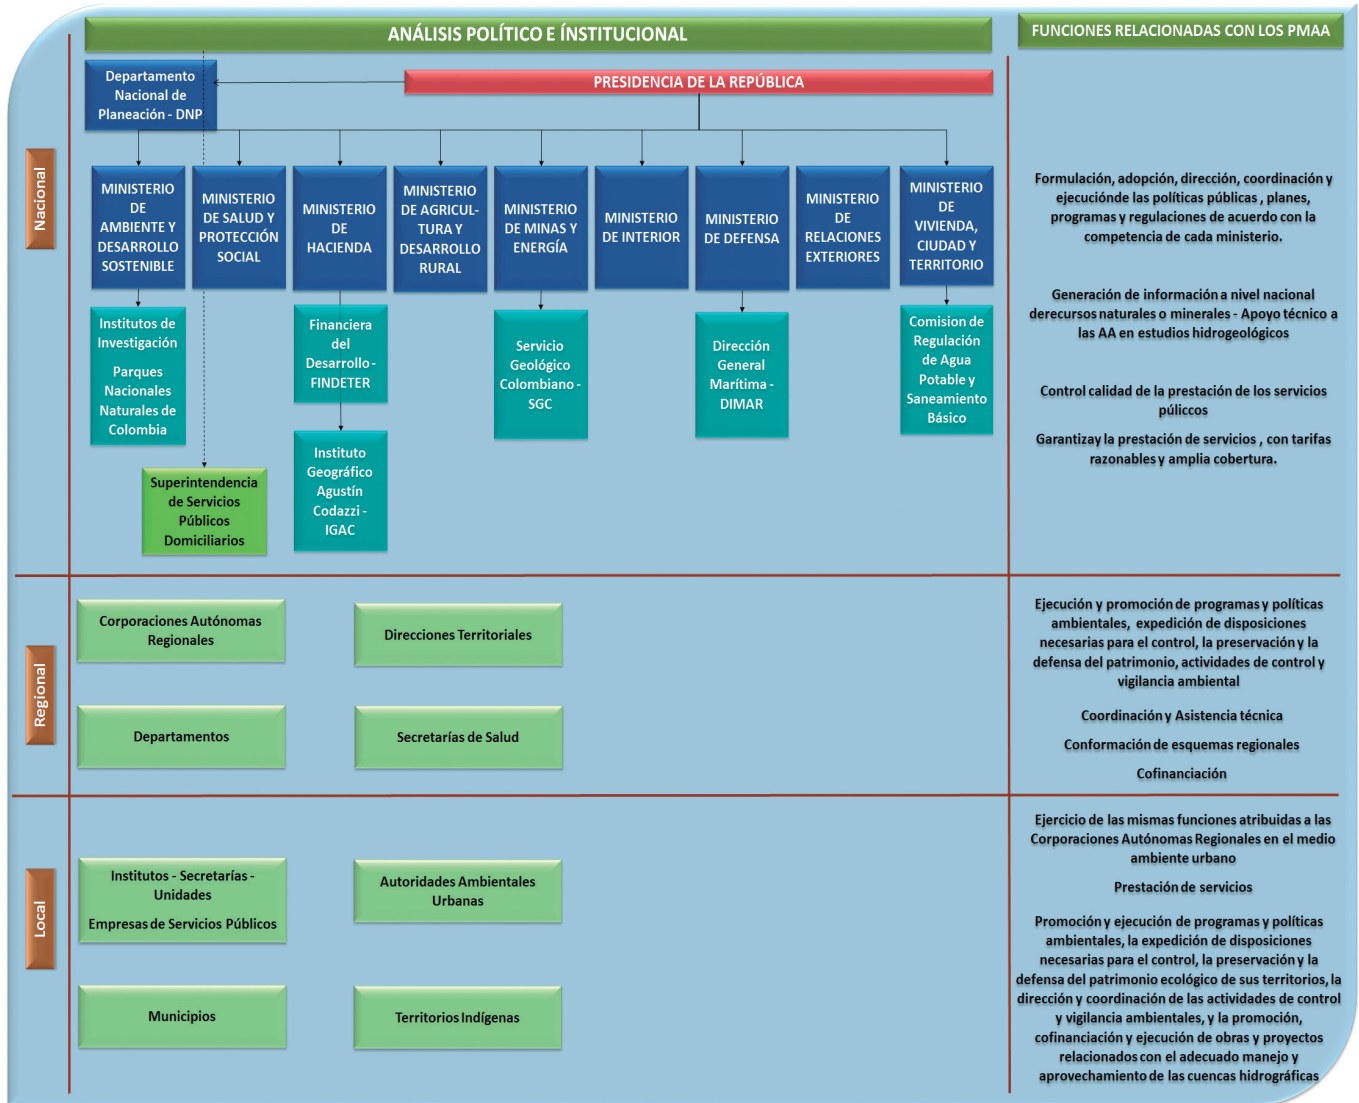 ANÁLISIS POLÍTICO E ÍNSTITUCIONAL
FUNCIONES RELACIONADAS CON LOS PMAA
Nacional
Departamento
Nacional de
Planeación - DNP
PRESIDENCIA DE LA REPÚBLICA
MINISTERIO
DE
AMBIENTE Y
DESARROLLO
SOSTENIBLE
MINISTERIO
DE SALUD Y
PROTECCIÓN
SOCIAL
MINISTERIO
DE
HACIENDA
MINISTERIO
DE AGRICUL-
TURA Y
DESARROLLO
RURAL
MINISTERIO
DE MINAS Y
ENERGÍA
MINISTERIO
DE INTERIOR
MINISTERIO
DE DEFENSA
MINISTERIO
DE
RELACIONES
EXTERIORES
MINISTERIO
DE
VIVIENDA,
CIUDAD Y
TERRITORIO
Institutos de
Investigación
Parques
Nacionales
Naturales de
Colombia
Financiera
del
Desarrollo -
FINDETER
Servicio
Geológico
Colombiano -
SGC
Dirección
General
Marítima -
DIMAR
Comision de
Regulación
de Agua
Potable y
Saneamiento
Básico
Superintendencia
de Servicios
Públicos
Domiciliarios
Instituto
Geográfico
Agustín
Codazzi -
IGAC
Formulación, adopción, dirección, coordinación y
ejecuciónde las políticas públicas , planes,
programas y regulaciones de acuerdo con la
competencia de cada ministerio.
Generación de información a nivel nacional
derecursos naturales o minerales - Apoyo técnico a
las AA en estudios hidrogeológicos
Control calidad de la prestación de los servicios
púliccos
Garantizay la prestación de servicios , con tarifas
razonables y amplia cobertura.
Regional
Corporaciones Autónomas
Regionales
Direciones Territoriales
Departamentos
Secretarías de Salud
Ejecución y promoción de programas y políticas
ambientales, expedición de disposiciones
necesarias para el control, la preservación y la
defensa del patrimonio, actividades de control y
vigilancia ambiental
Coordinación y Asistencia técnica
Conformación de esquemas regionales
Cofinanciación
Local
Institutos - Secretarías -
Unidades
Empresas de Servicios Públicos
Autoridades Ambientales
Urbanas
Municipios
Territorios Indígenas
Ejercicio de las mismas funciones atribuidas a las
Corporaciones Autónomas Regionales en el medio
ambiente urbano
Prestación de servicios
Promoción y ejecución de programas y políticas
ambientales, la expedición de disposiciones
necesarias para el control, la preservación y la
defensa del patrimonio ecológico de sus territorios, la
dirección y coordinación de las actividades de control
y vigilancia ambientales, y la promoción,
cofinanciación y ejecución de obras y proyectos
relacionados con el adecuado manejo y
aprovechamiento de las cuencas hidrográficas